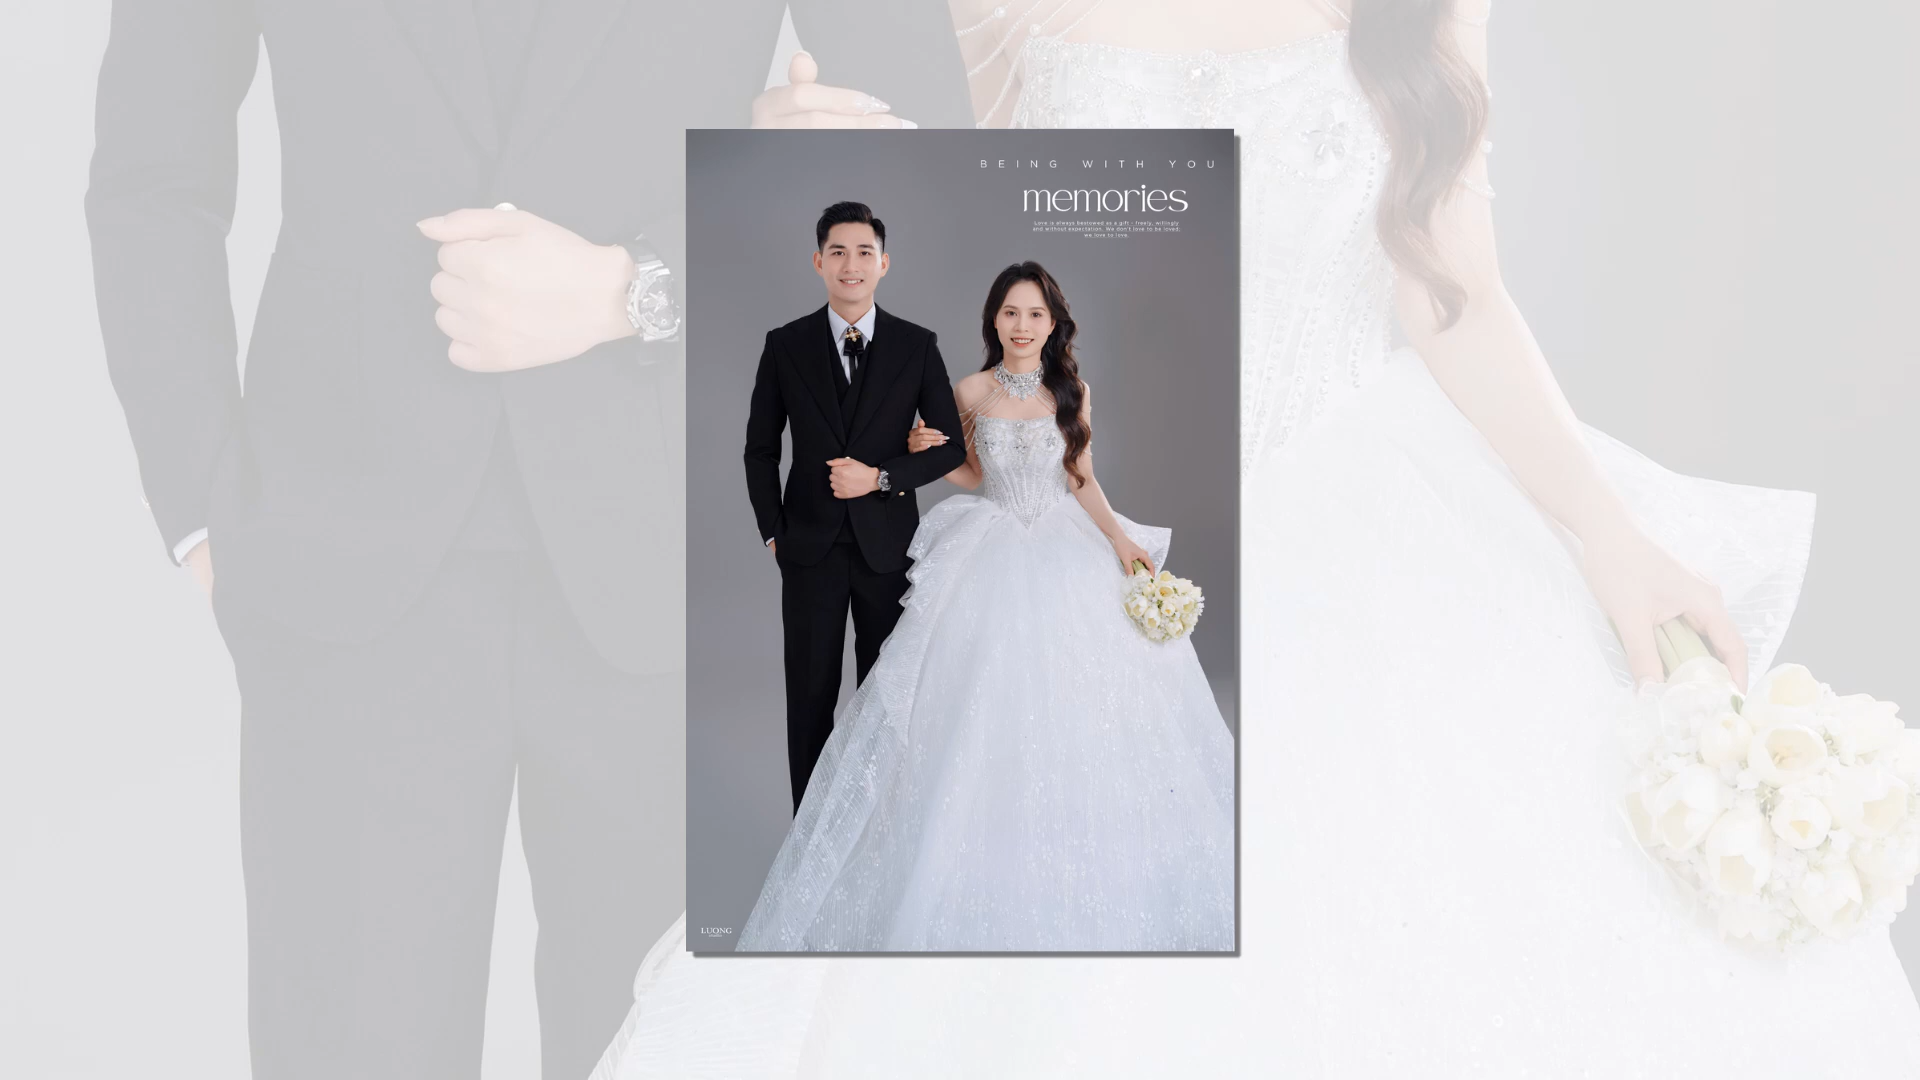 BEING WITH YOU
memories
Love is always bestowed as a gift - freely, willingly
and without expectation. We don't love to be loved;
we love to love.
LUONG